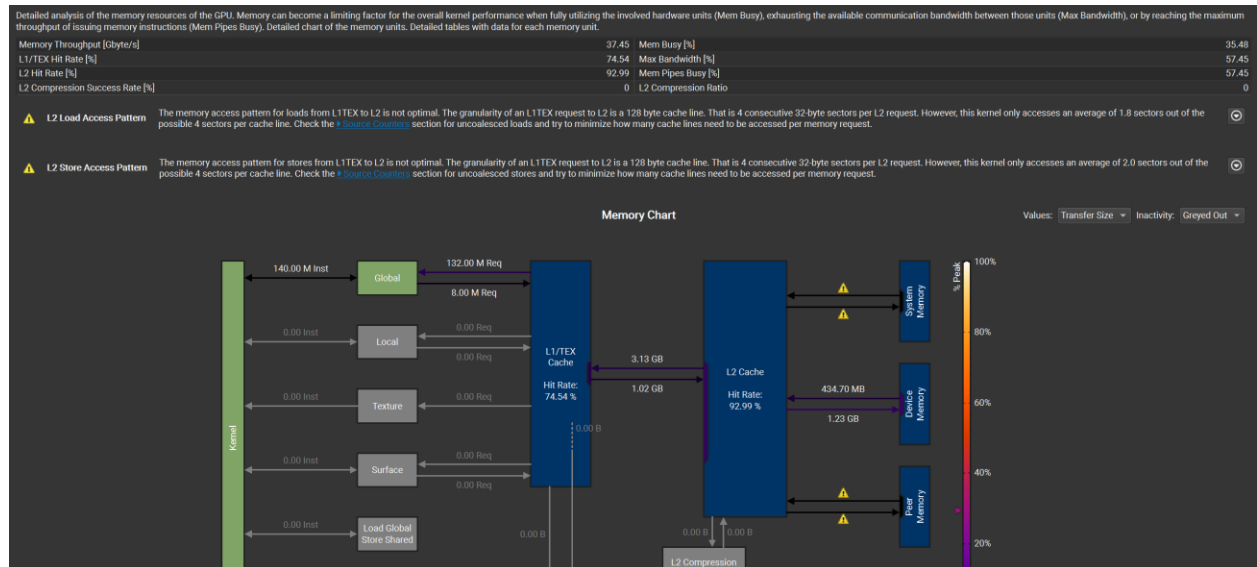 Detailed analysis of the memory resources of the GPU. Memory can become a limiting factor for the overall kernel performance when fully utilizing the involved hardware units (Mem Busy), exhausting the available communication bandwidth between those units (Max Bandwidth), or by reaching the maximum
throughput of issuing memory instructions (Mem Pipes Busy). Detailed chart of the memory units. Detailed tables with data for each memory unit.
Memory Throughput [Gbyte/s] 37.45 Mem Busy [%] 35.48
L1/TEX Hit Rate [%] 74.54 Max Bandwidth [%] 57.45
L2 Hit Rate [%] 92.99 Mem Pipes Busy [%] 57.45
L2 Compression Success Rate [%] 0 L2 Compression Ratio 0
L2 Load Access Pattern
The memory access pattern for loads from L1TEX to L2 is not optimal. The granularity of an L1TEX request to L2 is a 128 byte cache line. That is 4 consecutive 32-byte sectors per L2 request. However, this kernel only accesses an average of 1.8 sectors out of the
possible 4 sectors per cache line. Check the Source Counters section for uncoalesced loads and try to minimize how many cache lines need to be accessed per memory request.
L2 Store Access Pattern
The memory access pattern for stores from L1TEX to L2 is not optimal. The granularity of an L1TEX request to L2 is a 128 byte cache line. That is 4 consecutive 32-byte sectors per L2 request. However, this kernel only accesses an average of 2.0 sectors out of the
possible 4 sectors per cache line. Check the Source Counters section for uncoalesced stores and try to minimize how many cache lines need to be accessed per memory request.
Memory Chart
Values: Transfer Size Inactivity: Greyed Out
Kernel
140.00 M Inst
Global
132.00 M Req
8.00 M Req
0.00 Inst
Local
0.00 Req
0.00 Req
0.00 Inst
Texture
0.00 Req
0.00 Inst
Surface
0.00 Req
0.00 Req
0.00 Inst
Load Global
Store Shared
L1/TEX
Cache
Hit Rate:
74.54 %
0.00 B
0.00 B
3.13 GB
1.02 GB
L2 Cache
Hit Rate:
92.99 %
0.00 B
0.00 B
L2 Compression
System
Memory
434.70 MB
1.23 GB
Device
Memory
Peer
Memory
% Peak
100%
80%
60%
40%
20%